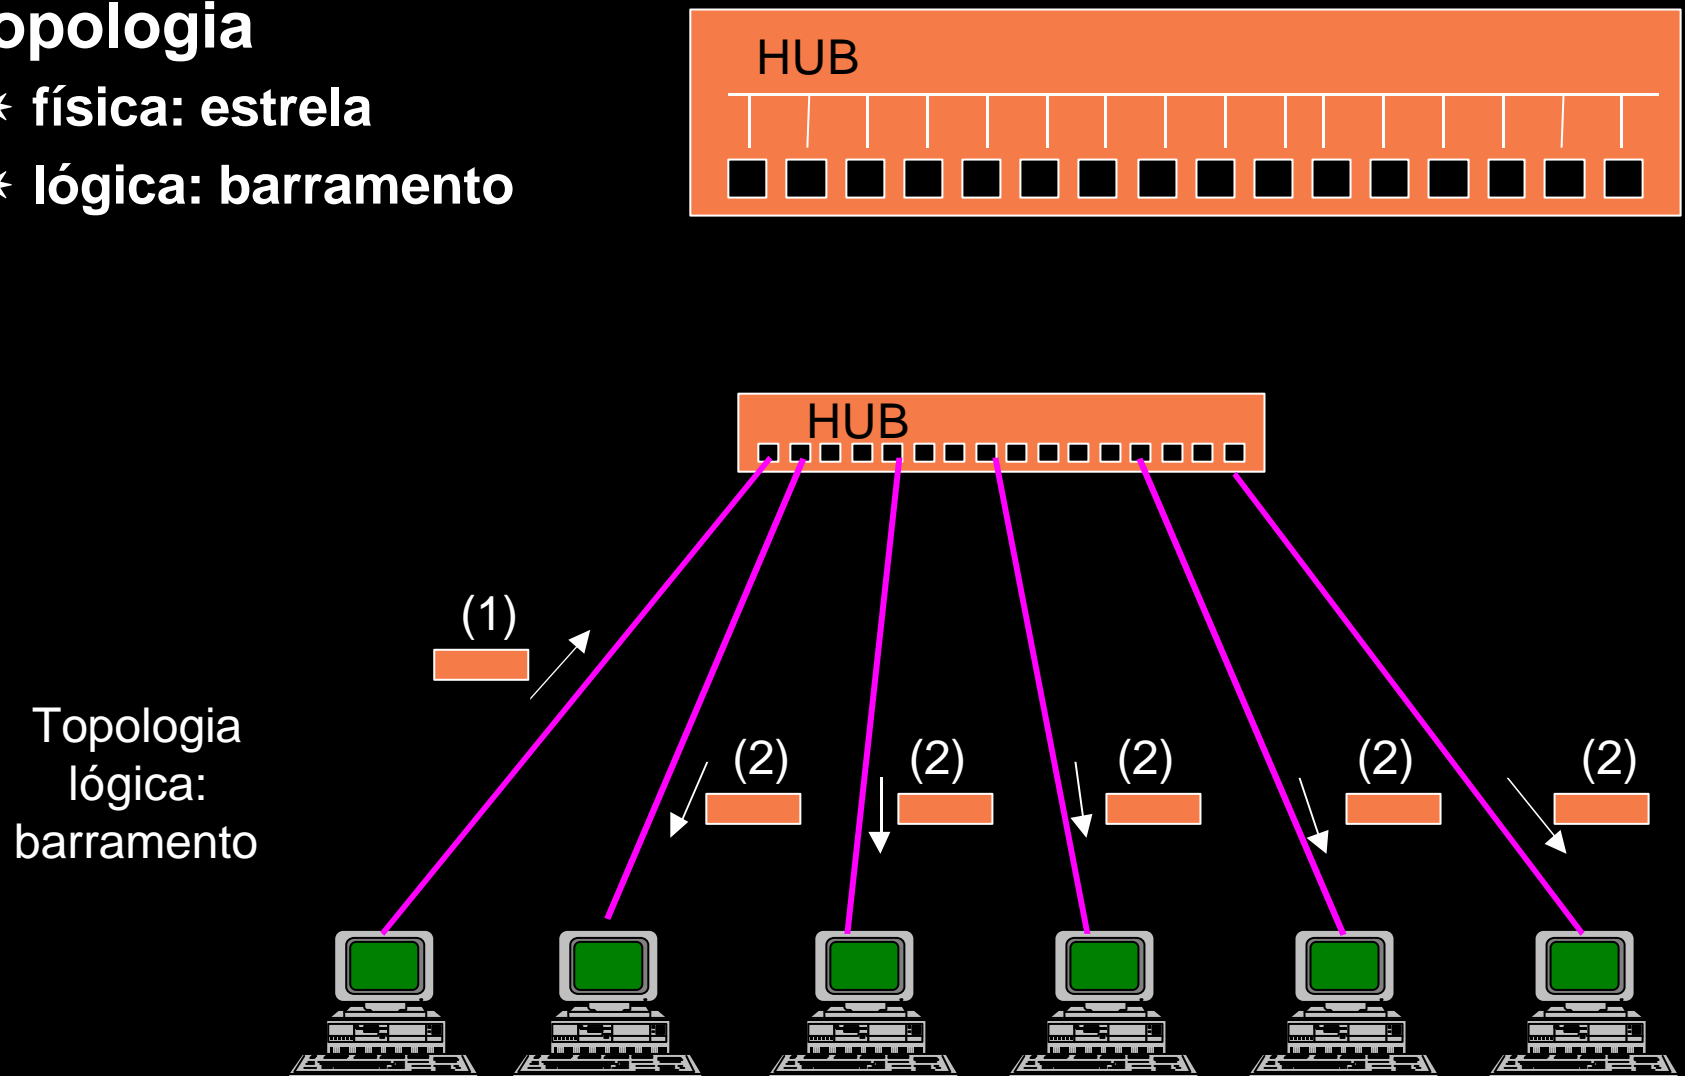 opologia
física: estrela
lógica: barramento
HUB
HUB
(1)
(2) (2) (2) (2) (2)
Topologia
lógica:
barramento